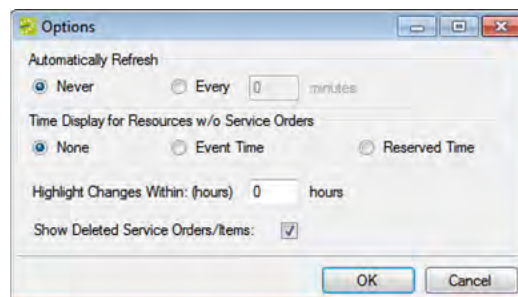 Options
Automatically Refresh
Never Every 0 minutes
Time Display for Resources w/o Service Orders
None Event Time Reserved Time
Highlight Changes Within: (hours) 0 hours
Show Deleted Service Orders/Items:
OK Cancel